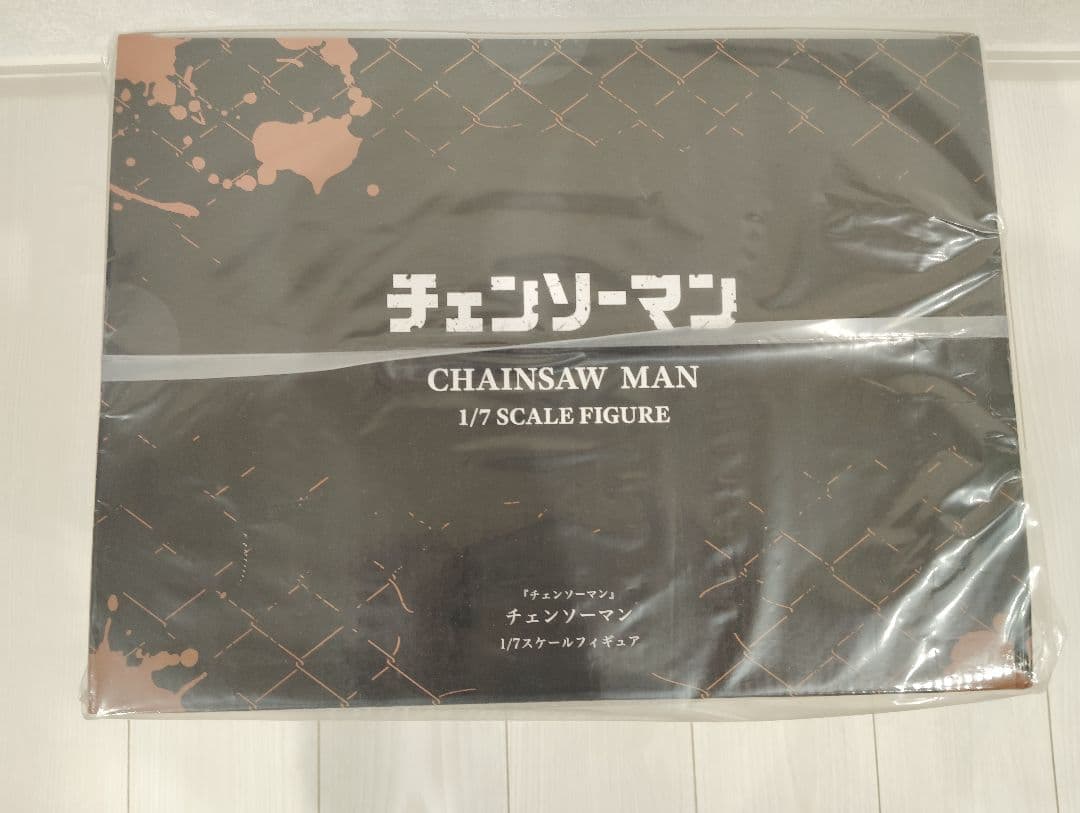 チェンソーマン
CHAINSAW MAN
1/7 SCALE FIGURE
『チェンソーマン』
チェンソーマン
1/7スケールフィギュア